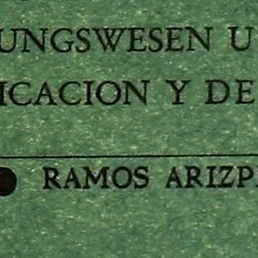 UNGSWESEN U
ICACION Y DE
RAMOS ARIZP